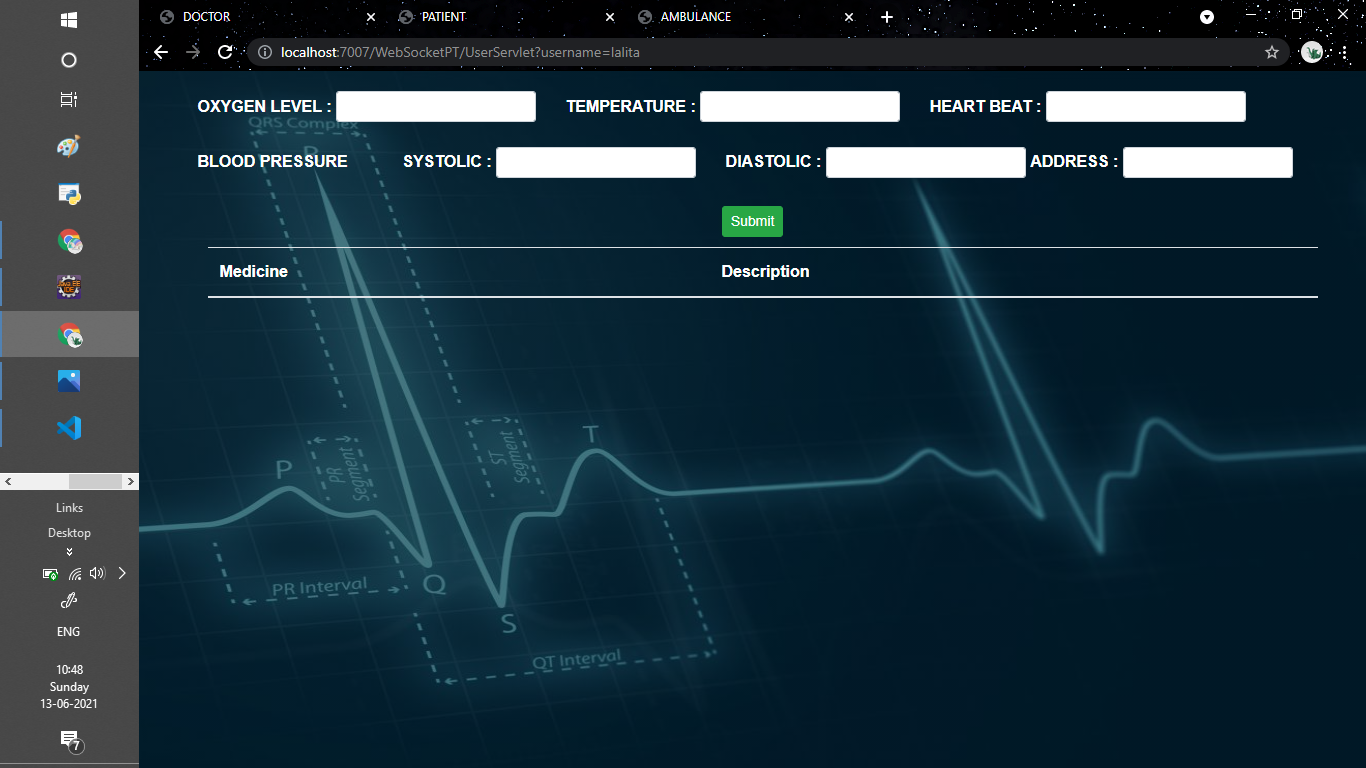 DOCTOR PATIENT AMBULANCE
localhost:7007/WebSocketPT/UserServlet?username=lalita
OXYGEN LEVEL : TEMPERATURE : HEART BEAT :
QRS Complex
R
BLOOD PRESSURE SYSTOLIC : DIASTOLIC : ADDRESS :
Submit
Medicine Description
T
P
PR Segment
ST Segment
PR Interval
Q
S
QT Interval
Links
Desktop
ENG
10:48
Sunday
13-06-2021
7